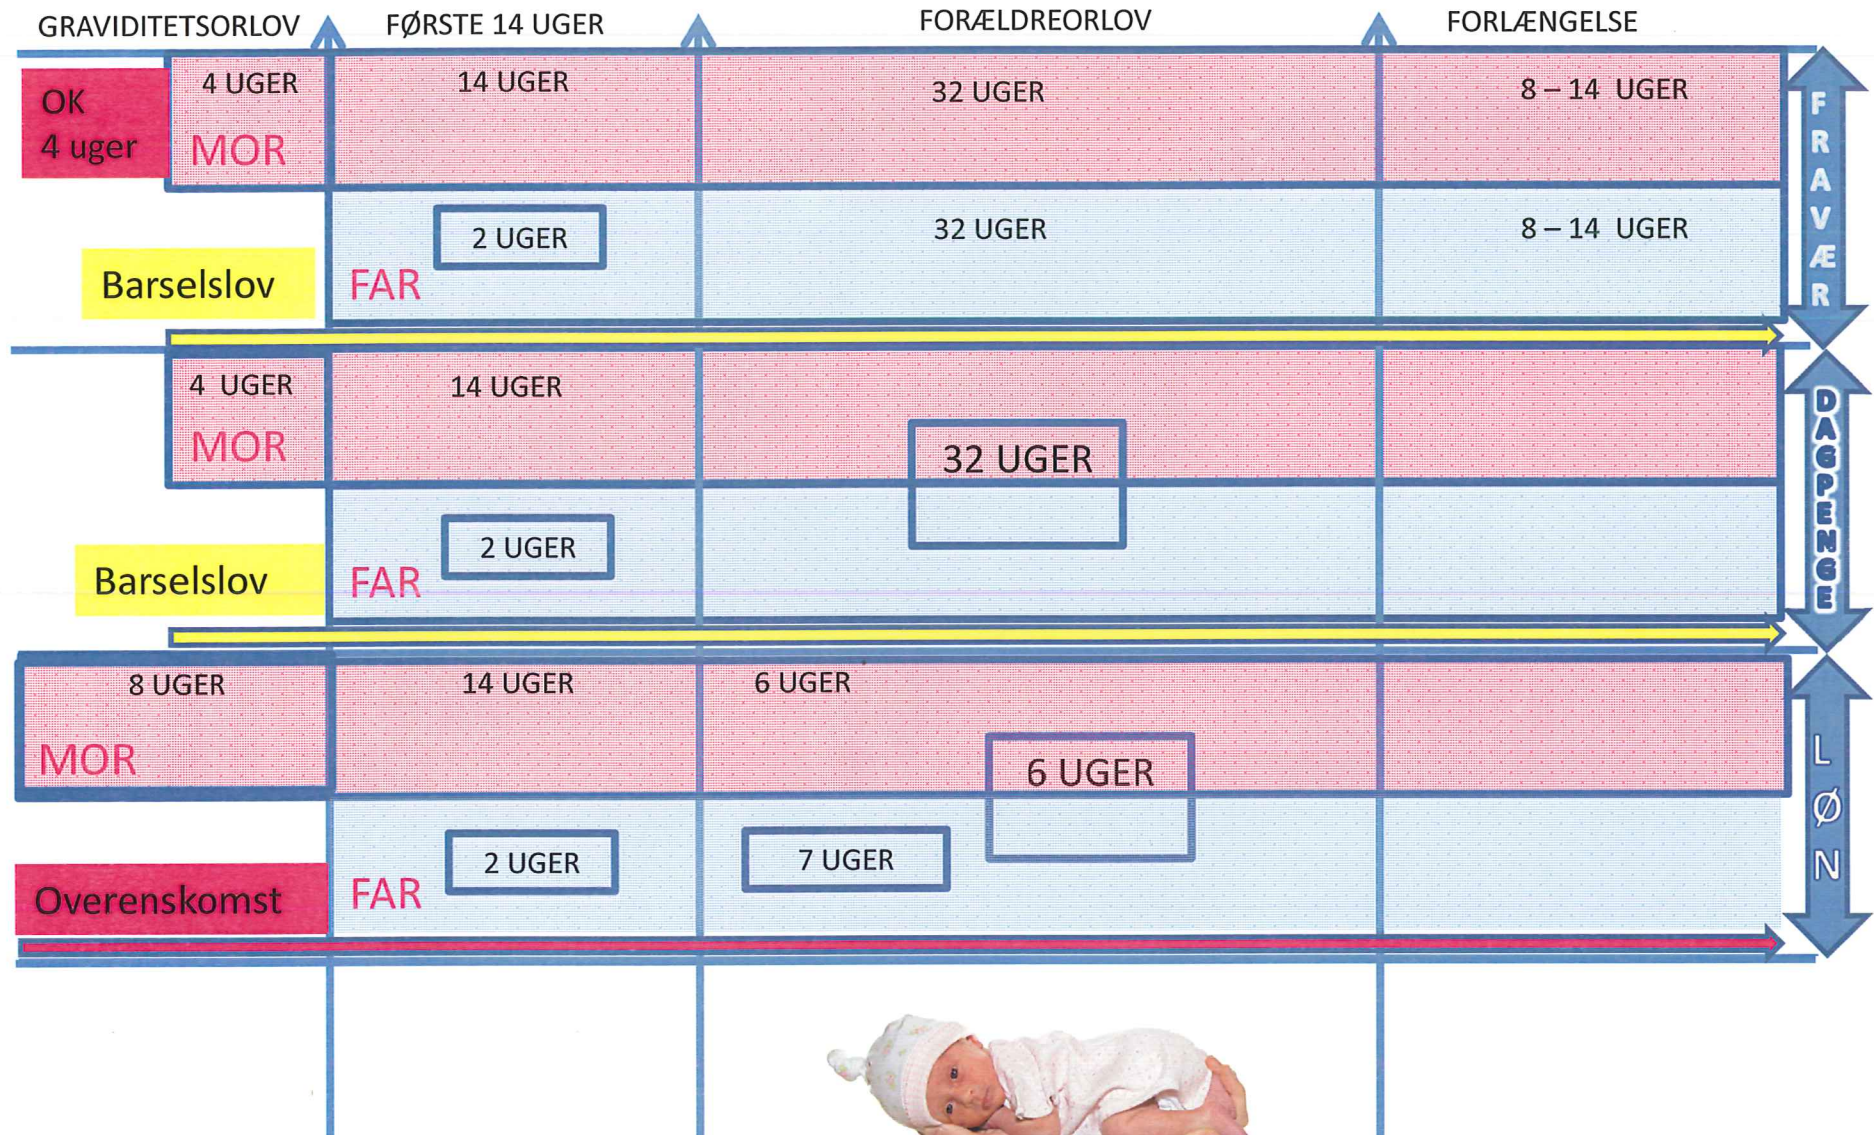 GRAVIDITETSORLOV FØRSTE 14 UGER FORÆLDREORLOV FORLÆNGELSE
OK
4 uger
4 UGER 14 UGER 32 UGER 8 – 14 UGER
MOR
2 UGER 32 UGER 8 – 14 UGER
Barselslov FAR
FRAVÆR
4 UGER 14 UGER
MOR
32 UGER
2 UGER
Barselslov FAR
DAGPENGE
8 UGER 14 UGER 6 UGER
MOR
6 UGER
2 UGER 7 UGER
Overenskomst FAR
LØN